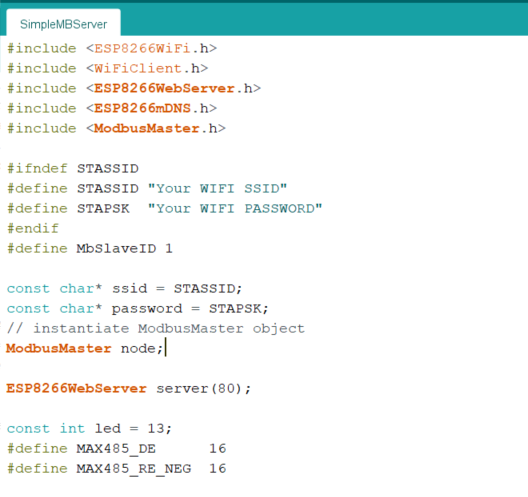 SimpleMBServer
#include <ESP8266WiFi.h>
#include <WiFiClient.h>
#include <ESP8266WebServer.h>
#include <ESP8266mDNS.h>
#include <ModbusMaster.h>
#ifndef STASSID
#define STASSID "Your WIFI SSID"
#define STAPSK  "Your WIFI PASSWORD"
#endif
#define MbSlaveID 1
const char* ssid = STASSID;
const char* password = STAPSK;
// instantiate ModbusMaster object
ModbusMaster node;
ESP8266WebServer server(80);
const int led = 13;
#define MAX485_DE      16
#define MAX485_RE_NEG  16